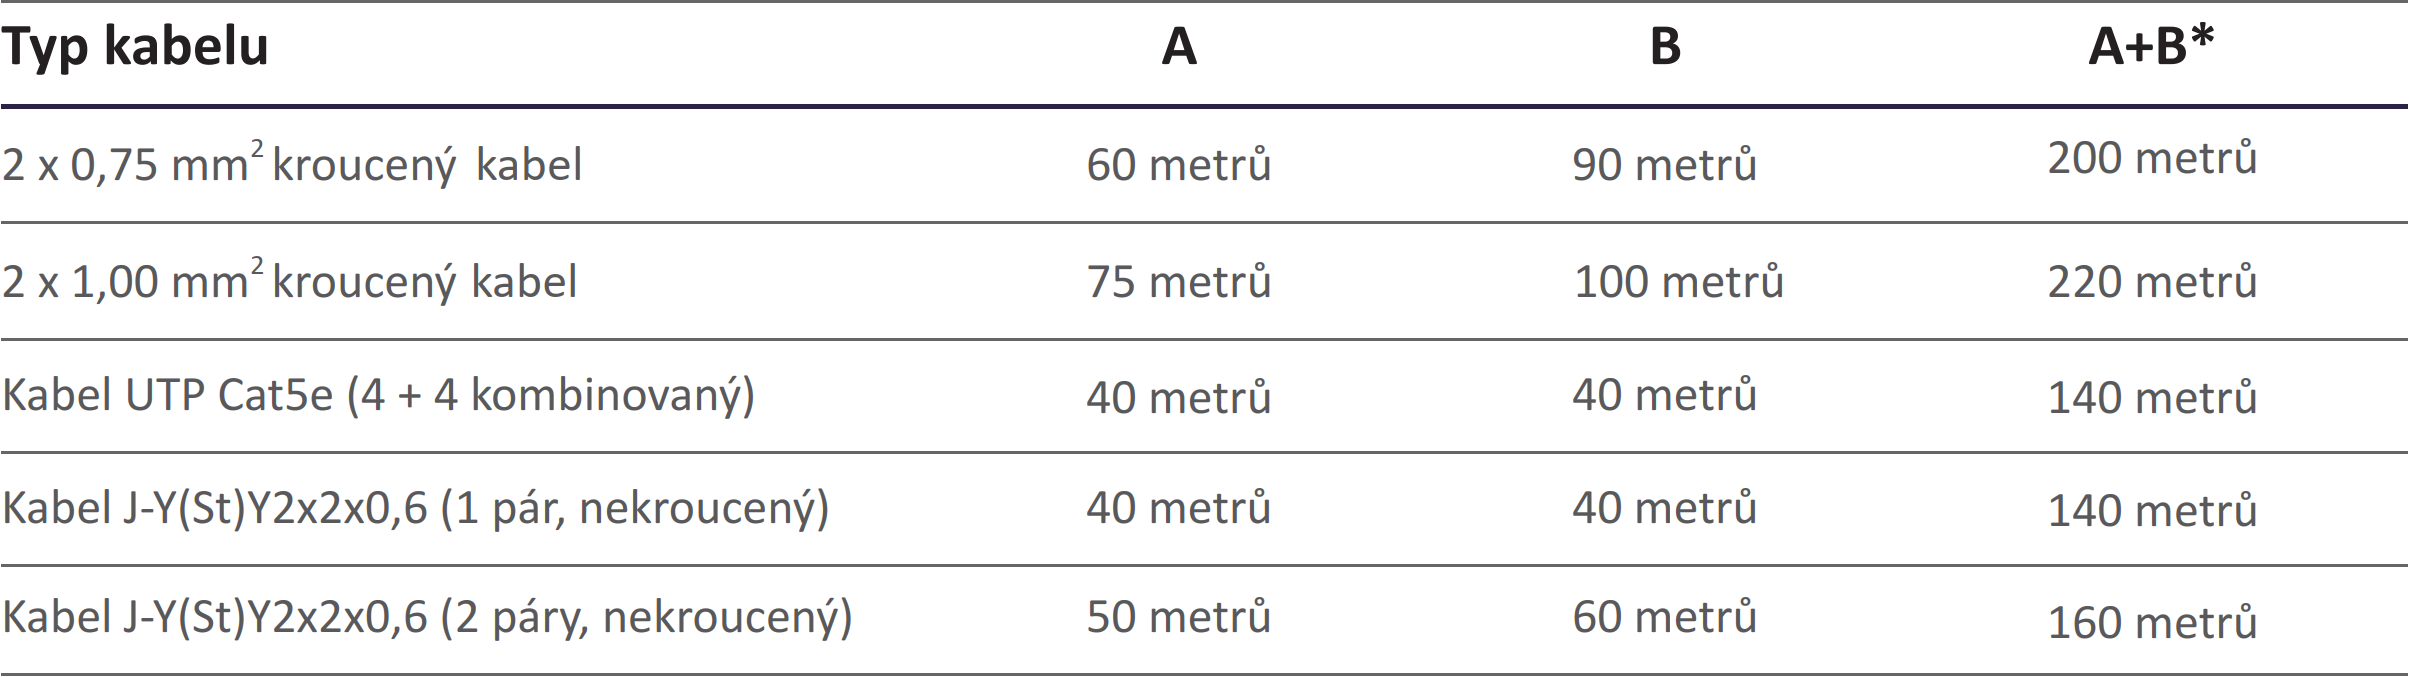 Typ kabelu A B A+B*
2 x 0,75 mm² kroucený kabel 60 metrů 90 metrů 200 metrů
2 x 1,00 mm² kroucený kabel 75 metrů 100 metrů 220 metrů
Kabel UTP Cat5e (4 + 4 kombinovaný) 40 metrů 40 metrů 140 metrů
Kabel J-Y(St)Y2x2x0,6 (1 pár, nekroucený) 40 metrů 40 metrů 140 metrů
Kabel J-Y(St)Y2x2x0,6 (2 páry, nekroucený) 50 metrů 60 metrů 160 metrů